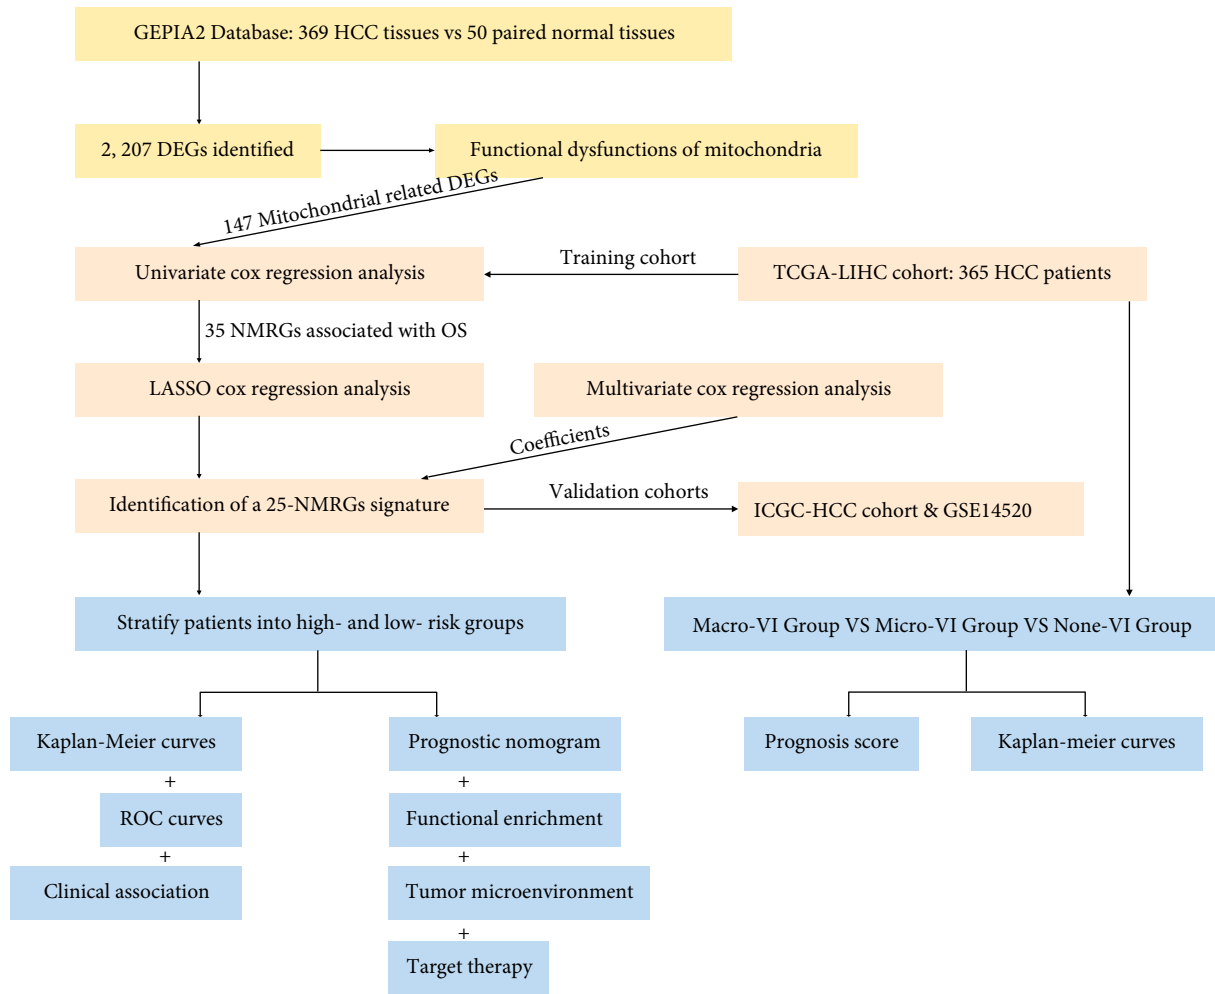 GEPIA2 Database: 369 HCC tissues vs 50 paired normal tissues
2, 207 DEGs identified
Functional dysfunctions of mitochondria
147 Mitochondrial related DEGs
Univariate cox regression analysis
Training cohort
TCGA-LIHC cohort: 365 HCC patients
35 NMRGs associated with OS
LASSO cox regression analysis
Multivariate cox regression analysis
Coefficients
Identification of a 25-NMRGs signature
Validation cohorts
ICGC-HCC cohort & GSE14520
Stratify patients into high- and low- risk groups
Macro-VI Group VS Micro-VI Group VS None-VI Group
Kaplan-Meier curves
+
ROC curves
+
Clinical association
Prognostic nomogram
+
Functional enrichment
+
Tumor microenvironment
+
Target therapy
Prognosis score
Kaplan-meier curves